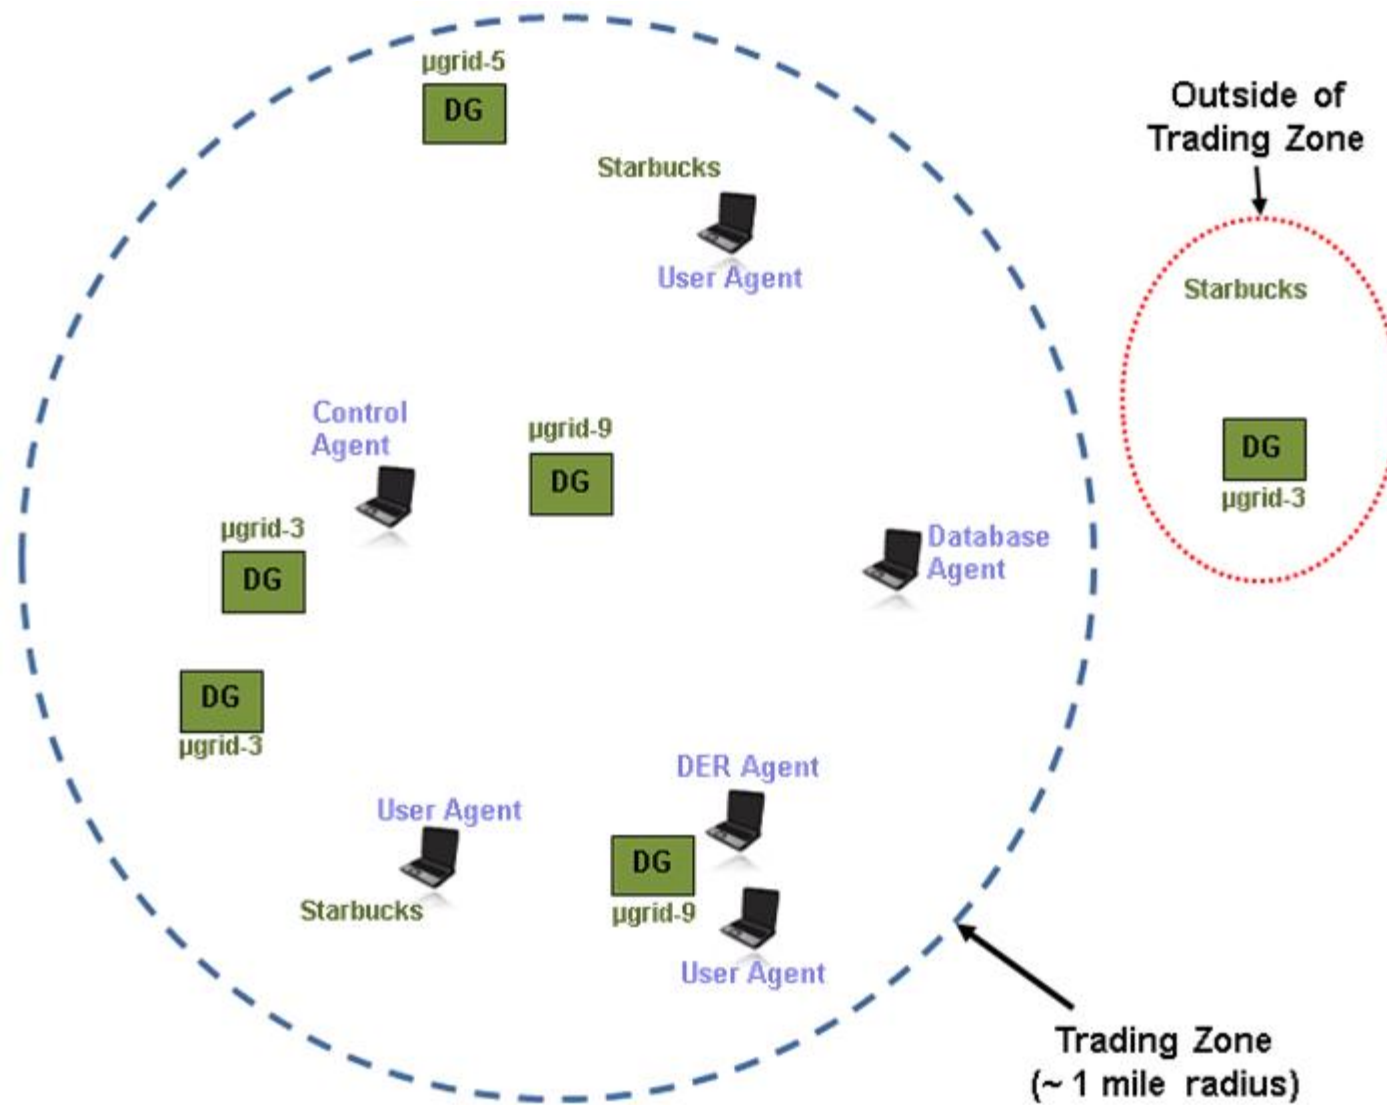 µgrid-5
DG
Starbucks
User Agent
Outside of
Trading Zone
Starbucks
DG
µgrid-3
Control
Agent
µgrid-9
DG
µgrid-3
DG
Database
Agent
DG
µgrid-3
DER Agent
User Agent
DG
Starbucks
µgrid-9
User Agent
Trading Zone
(~ 1 mile radius)